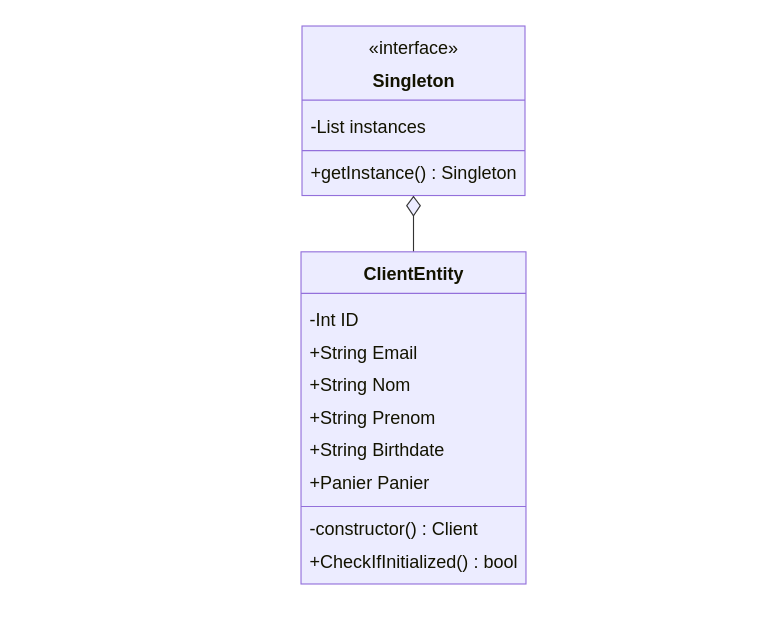 «interface»
Singleton
-List instances
+getInstance() : Singleton
ClientEntity
-Int ID
+String Email
+String Nom
+String Prenom
+String Birthdate
+Panier Panier
-constructor() : Client
+CheckIfInitialized() : bool